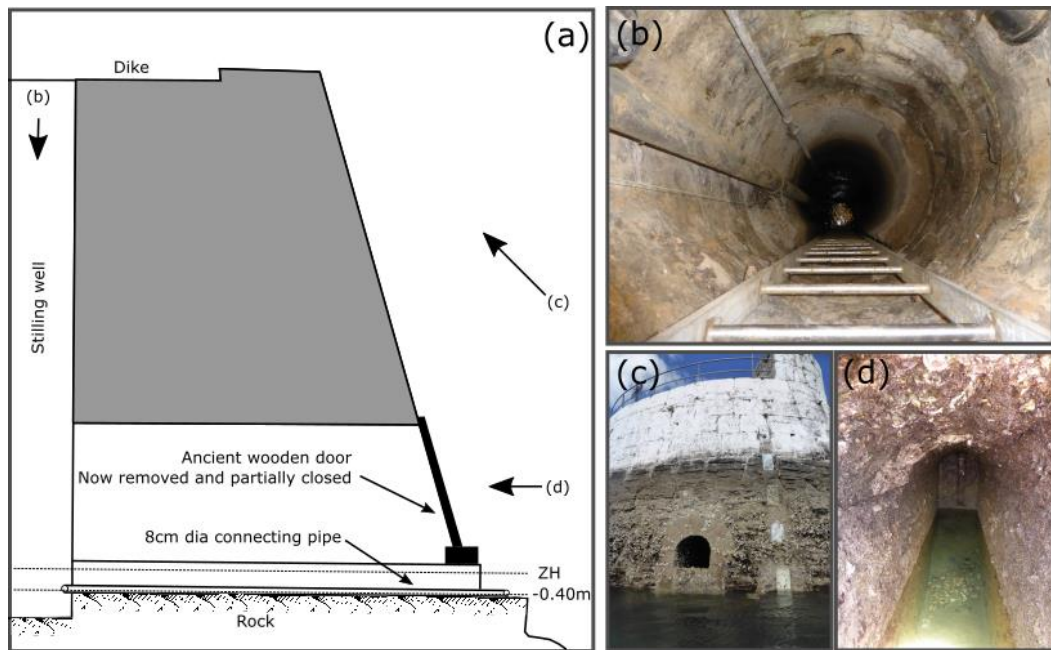 (a)
Dike
(b)
Stilling well
(c)
Ancient wooden door
Now removed and partially closed
(d)
8cm dia connecting pipe
ZH
-0.40m
Rock
(b)
(c)
(d)